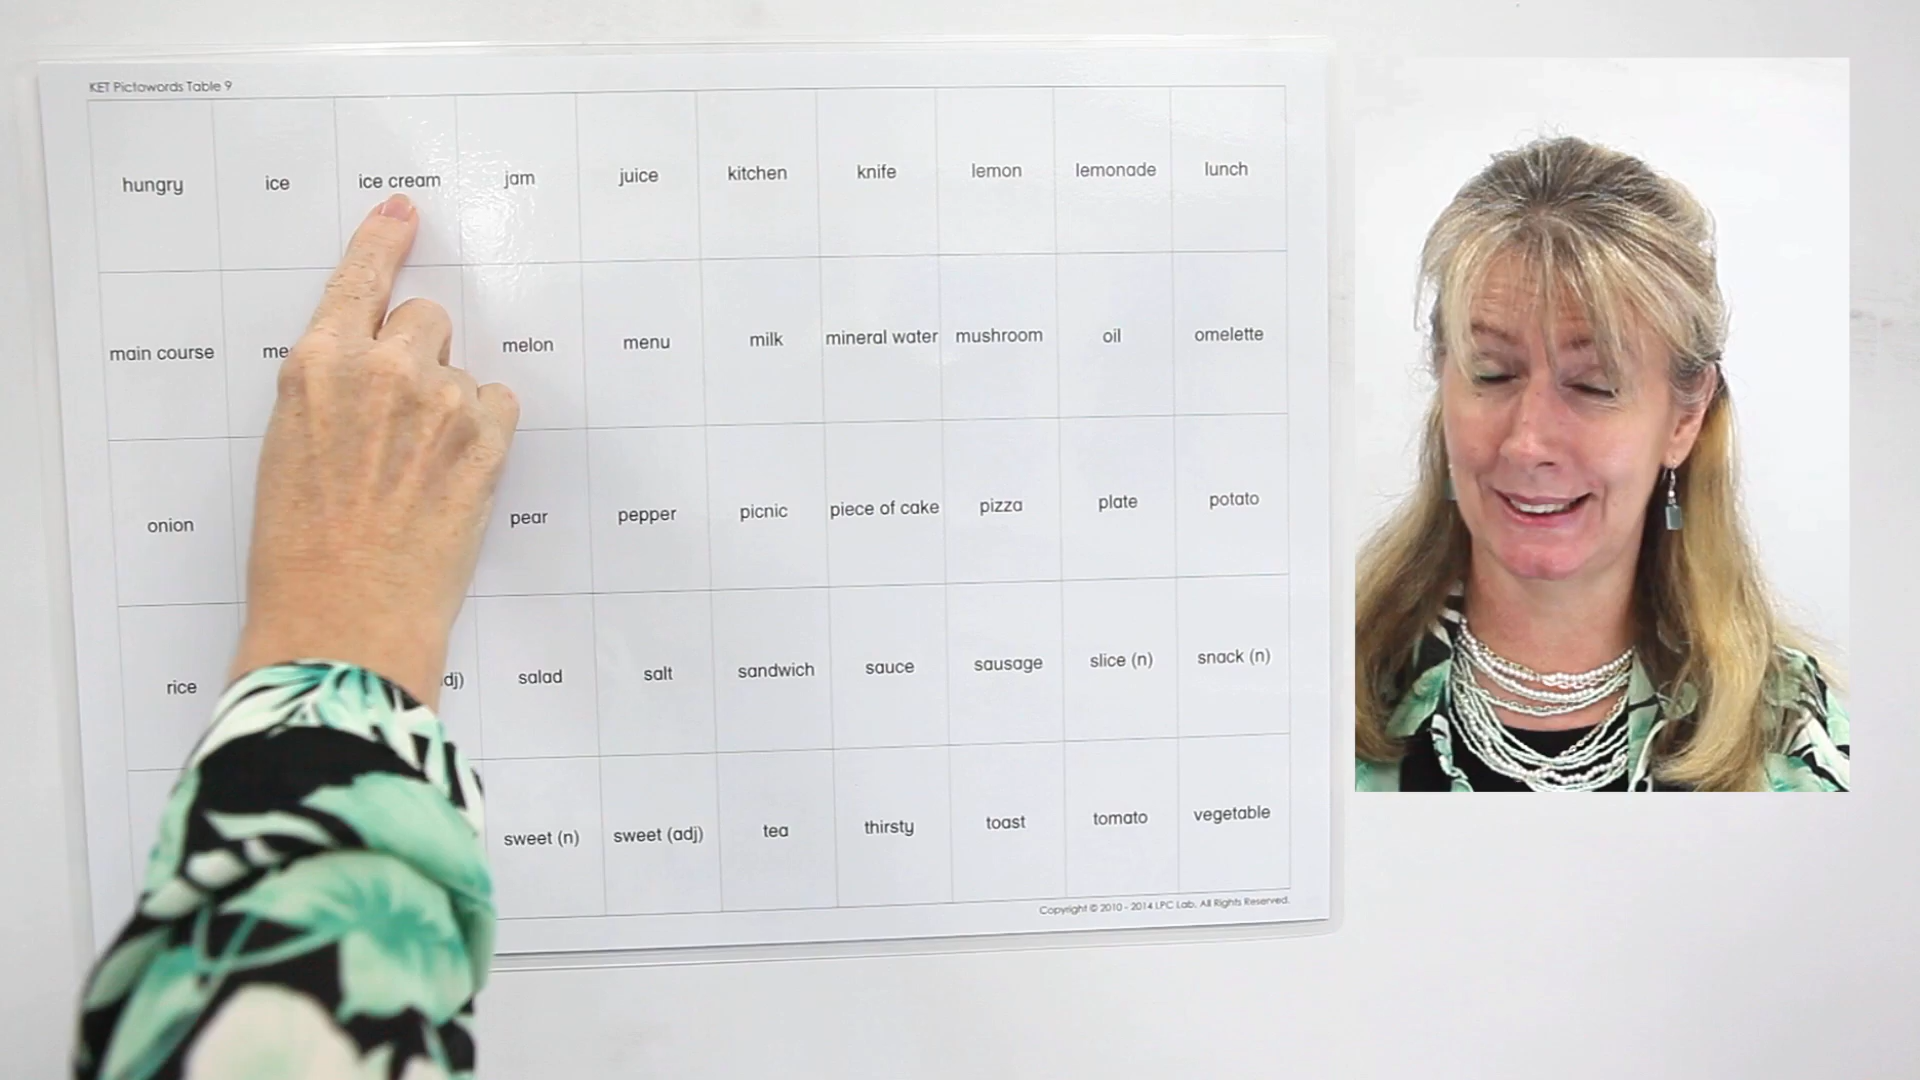 KET Pictowords Table 9
hungry ice ice cream jam juice kitchen knife lemon lemonade lunch
main course melon menu milk mineral water mushroom oil omelette
onion pear pepper picnic piece of cake pizza plate potato
rice salad salt sandwich sauce sausage slice (n) snack (n)
sweet (n) sweet (adj) tea thirsty toast tomato vegetable
Copyright © 2010 - 2014 LPC Lab, All Rights Reserved.